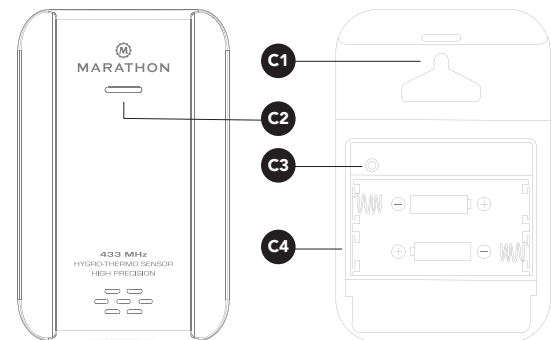 M
MARATHON
433 MHz
HYGRO-THERMO SENSOR
HIGH PRECISION
C1
C2
C3
C4
− +
+ −